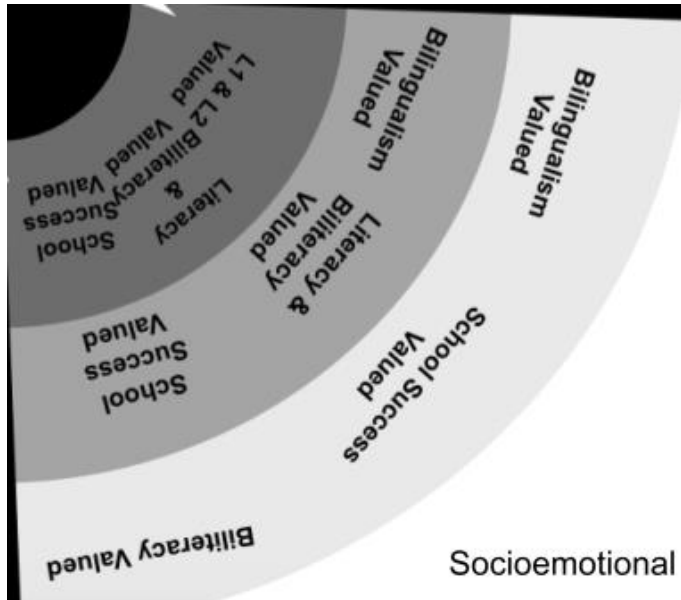 L1 & L2
Valued
Literacy
&
Biliteracy
Valued
School
Success
Valued
Bilingualism
Valued
Literacy &
Biliteracy
Valued
School
Success
Valued
Bilingualism
Valued
School Success
Valued
Biliteracy Valued
Socioemotional